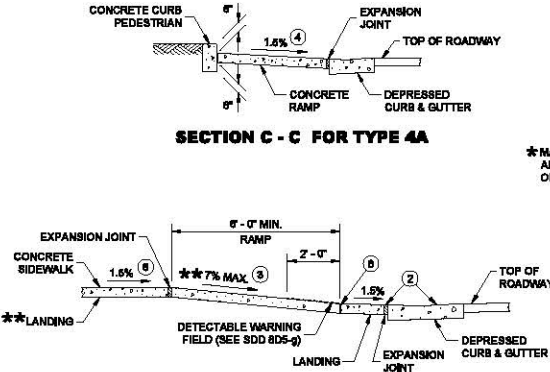 CONCRETE CURB
PEDESTRIAN
6"
EXPANSION
JOINT
1.5% 4
TOP OF ROADWAY
6"
CONCRETE
RAMP
DEPRESSED
CURB & GUTTER
SECTION C - C FOR TYPE 4A
6'- 0" MIN.
RAMP
EXPANSION JOINT
CONCRETE
SIDEWALK
2'- 0"
1.5% 5
**7% MAX. 3
6
1.5%
2
TOP OF
ROADWAY
**LANDING
DETECTABLE WARNING
FIELD (SEE SDD 8D5-g)
LANDING
EXPANSION
JOINT
DEPRESSED
CURB & GUTTER